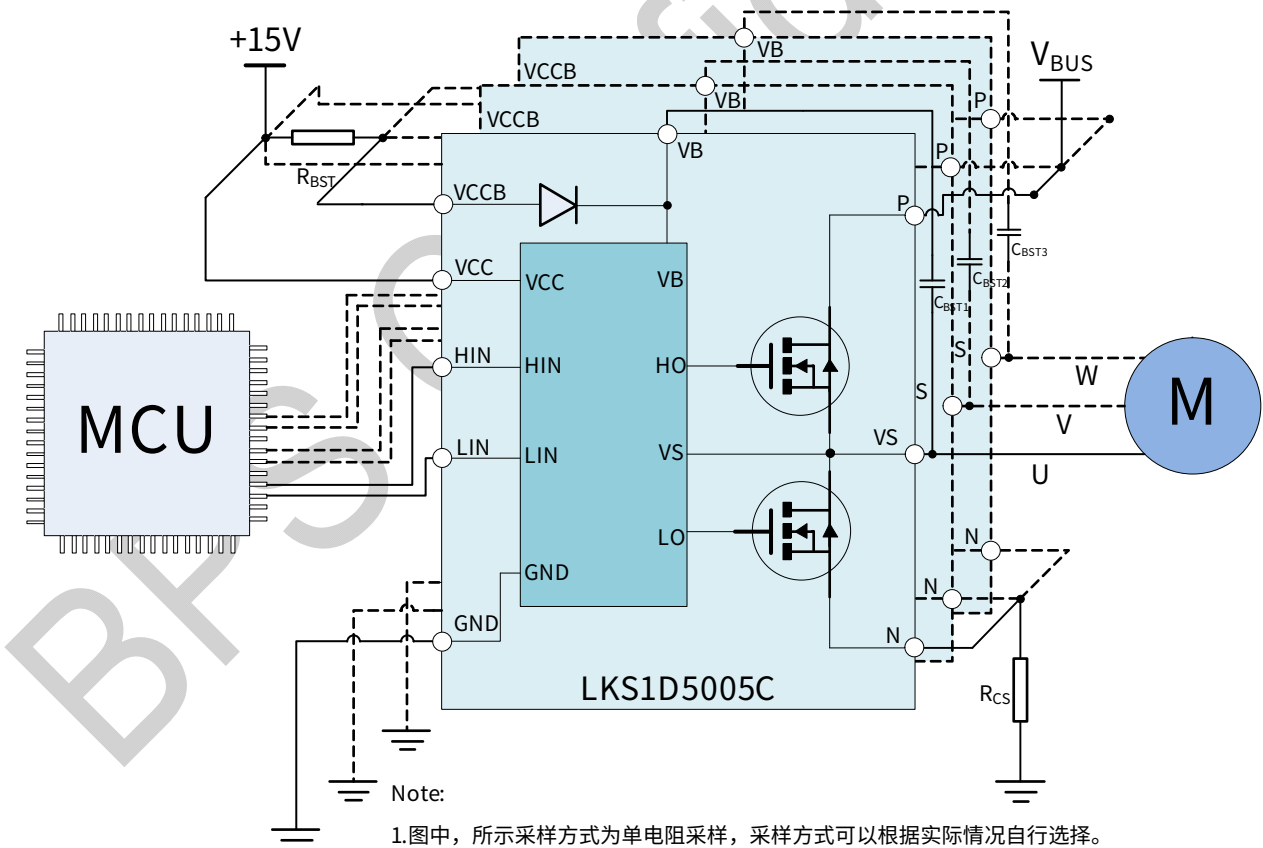 +15V
VB
VBUS
VCCB
VB
P
VCCB
VB
P
RBST
VCCB
P
CBST3
VCC
VCC
VB
CBST2
CBST1
HIN
HIN
HO
S
W
M
S
V
MCU
LIN
LIN
VS
VS
U
LO
N
GND
N
GND
N
LKS1D5005C
RCS
Note:
1.图中，所示采样方式为单电阻采样，采样方式可以根据实际情况自行选择。